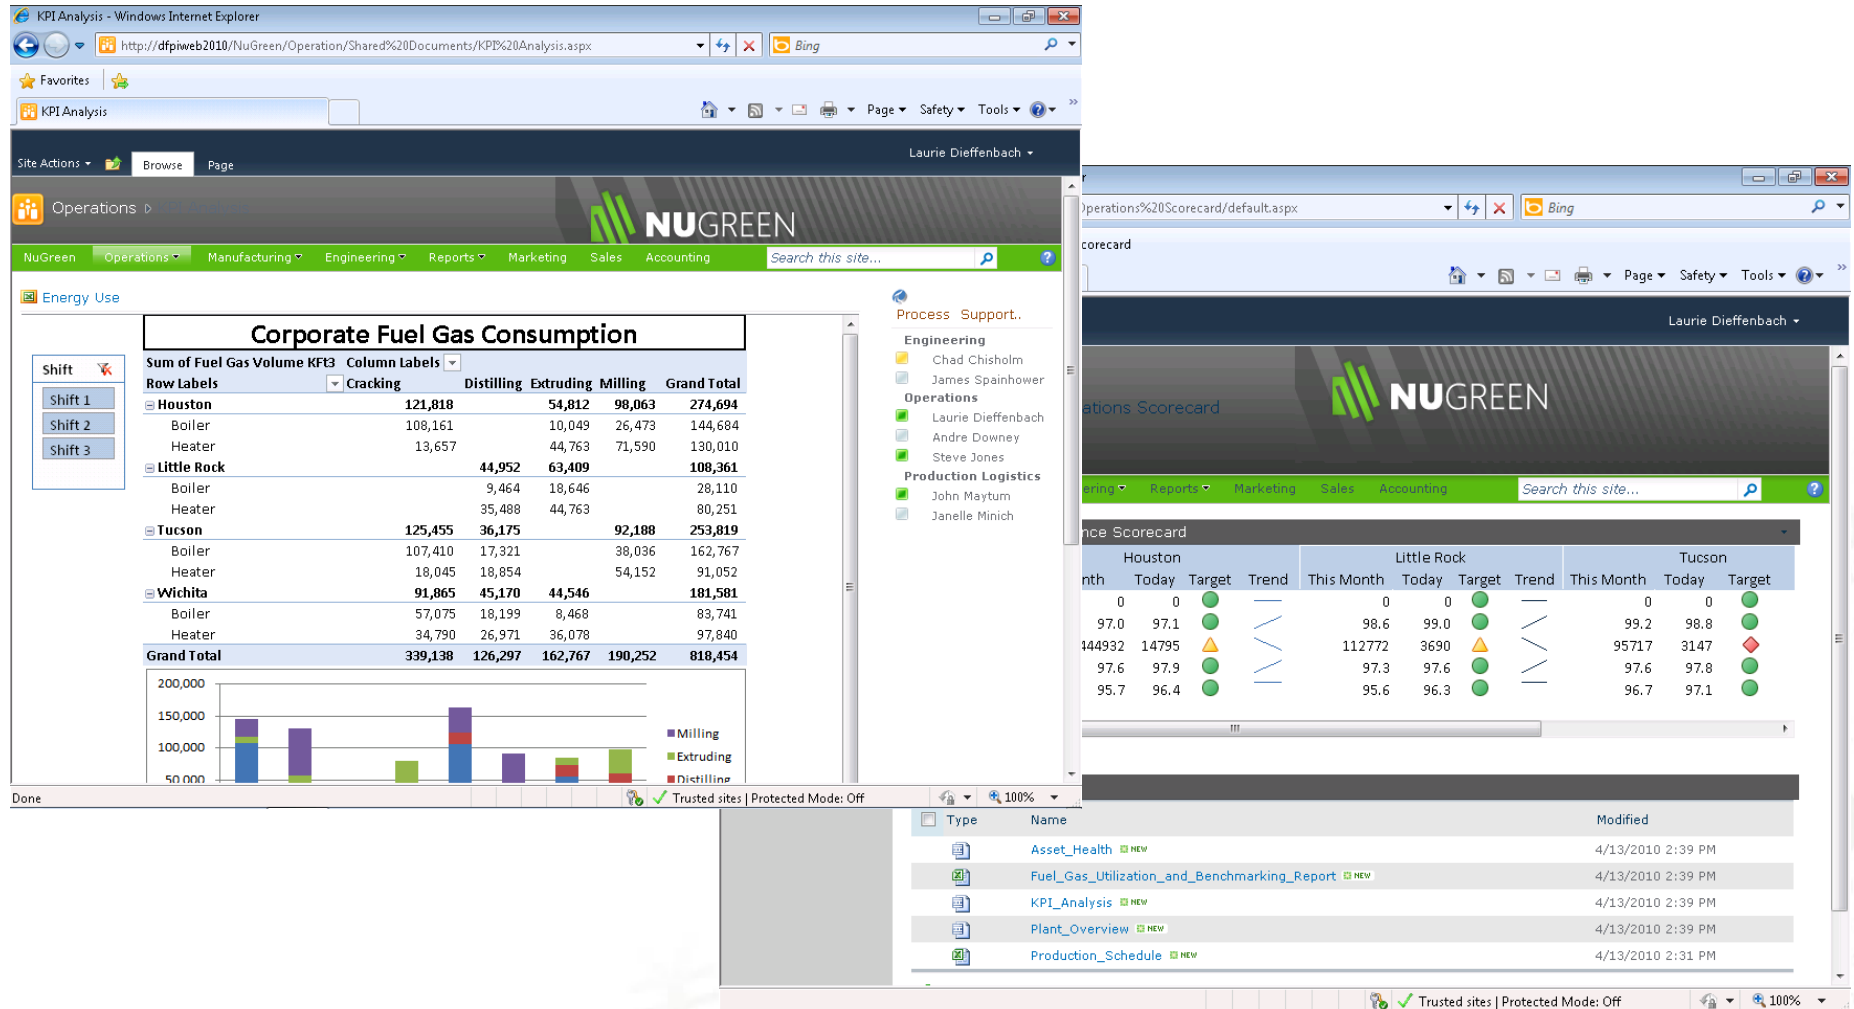 KPI Analysis - Windows Internet Explorer
http://dfpiweb2010/NuGreen/Operation/Shared%20Documents/KPI%20Analysis.aspx
Bing
Favorites
KPI Analysis
Page Safety Tools
Site Actions
Browse
Page
Laurie Dieffenbach
Operations
NUGREEN
NuGreen Operations Manufacturing Engineering Reports Marketing Sales Accounting
Search this site...
Energy Use
Corporate Fuel Gas Consumption
Shift
Shift 1
Shift 2
Shift 3
Sum of Fuel Gas Volume KFt3 Column Labels
Row Labels Cracking Distilling Extruding Milling Grand Total
Houston 121,818 54,812 98,063 274,694
Boiler 108,161 10,049 26,473 144,684
Heater 13,657 44,763 71,590 130,010
Little Rock 44,952 63,409 108,361
Boiler 9,464 18,646 28,110
Heater 35,488 44,763 80,251
Tucson 125,455 36,175 92,188 253,819
Boiler 107,410 17,321 38,036 162,767
Heater 18,045 18,854 54,152 91,052
Wichita 91,865 45,170 44,546 181,581
Boiler 57,075 18,199 8,468 83,741
Heater 34,790 26,971 36,078 97,840
Grand Total 339,138 126,297 162,767 190,252 818,454
200,000
150,000
100,000
50,000
Milling
Extruding
Distilling
Process Support..
Engineering
Chad Chisholm
James Spainhower
Operations
Laurie Dieffenbach
Andre Downey
Steve Jones
Production Logistics
John Maytum
Janelle Minich
Done
Trusted sites | Protected Mode: Off
100%
r
perations%20Scorecard/default.aspx
Bing
corecard
Page Safety Tools
Laurie Dieffenbach
ations Scorecard
NUGREEN
ering Reports Marketing Sales Accounting
Search this site...
nce Scorecard
Houston Little Rock Tucson
nth Today Target Trend This Month Today Target Trend This Month Today Target
0 0 0 0 0 0
97.0 97.1 98.6 99.0 99.2 98.8
444932 14795 112772 3690 95717 3147
97.6 97.9 97.3 97.6 97.6 97.8
95.7 96.4 95.6 96.3 96.7 97.1
Type Name Modified
Asset_Health NEW 4/13/2010 2:39 PM
Fuel_Gas_Utilization_and_Benchmarking_Report NEW 4/13/2010 2:39 PM
KPI_Analysis NEW 4/13/2010 2:39 PM
Plant_Overview NEW 4/13/2010 2:39 PM
Production_Schedule NEW 4/13/2010 2:31 PM
Trusted sites | Protected Mode: Off
100%